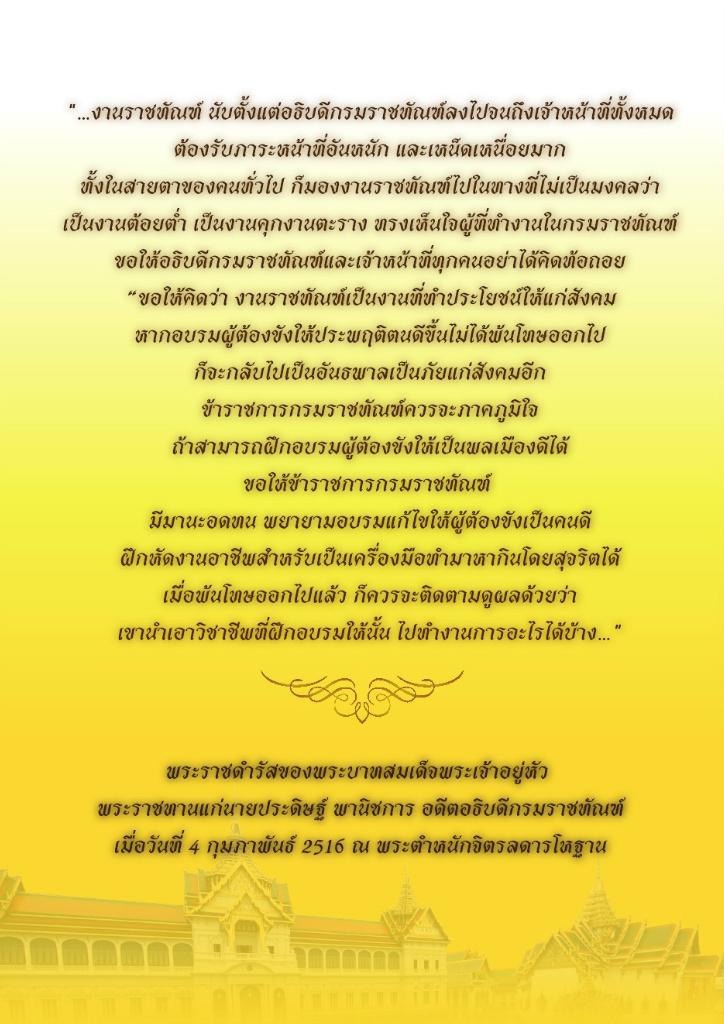 "...งานราชทัณฑ์ นับตั้งแต่อธิบดีกรมราชทัณฑ์ลงไปจนถึงเจ้าหน้าที่ทั้งหมด
ต้องรับภาระหน้าที่อันหนัก และเหน็ดเหนื่อยมาก
ทั้งในสายตาของคนทั่วไป ก็มองงานราชทัณฑ์ไปในทางที่ไม่เป็นมงคลว่า
เป็นงานต้อยต่ำ เป็นงานคุกงานตะราง ทรงเห็นใจผู้ที่ทำงานในกรมราชทัณฑ์
ขอให้อธิบดีกรมราชทัณฑ์และเจ้าหน้าที่ทุกคนอย่าได้คิดท้อถอย
“ขอให้คิดว่า งานราชทัณฑ์เป็นงานที่ทำประโยชน์ให้แก่สังคม
หากอบรมผู้ต้องขังให้ประพฤติตนดีขึ้นไม่ได้พ้นโทษออกไป
ก็จะกลับไปเป็นอันธพาลเป็นภัยแก่สังคมอีก
ข้าราชการกรมราชทัณฑ์ควรจะภาคภูมิใจ
ถ้าสามารถฝึกอบรมผู้ต้องขังให้เป็นพลเมืองดีได้
ขอให้ข้าราชการกรมราชทัณฑ์
มีมานะอดทน พยายามอบรมแก้ไขให้ผู้ต้องขังเป็นคนดี
ฝึกหัดงานอาชีพสำหรับเป็นเครื่องมือทำมาหากินโดยสุจริตได้
เมื่อพ้นโทษออกไปแล้ว ก็ควรจะติดตามดูผลด้วยว่า
เขานำเอาวิชาชีพที่ฝึกอบรมให้นั้น ไปทำงานการอะไรได้บ้าง..."
พระราชดำรัสของพระบาทสมเด็จพระเจ้าอยู่หัว
พระราชทานแก่นายประดิษฐ์ พานิชการ อดีตอธิบดีกรมราชทัณฑ์
เมื่อวันที่ 4 กุมภาพันธ์ 2516 ณ พระตำหนักจิตรลดารโหฐาน